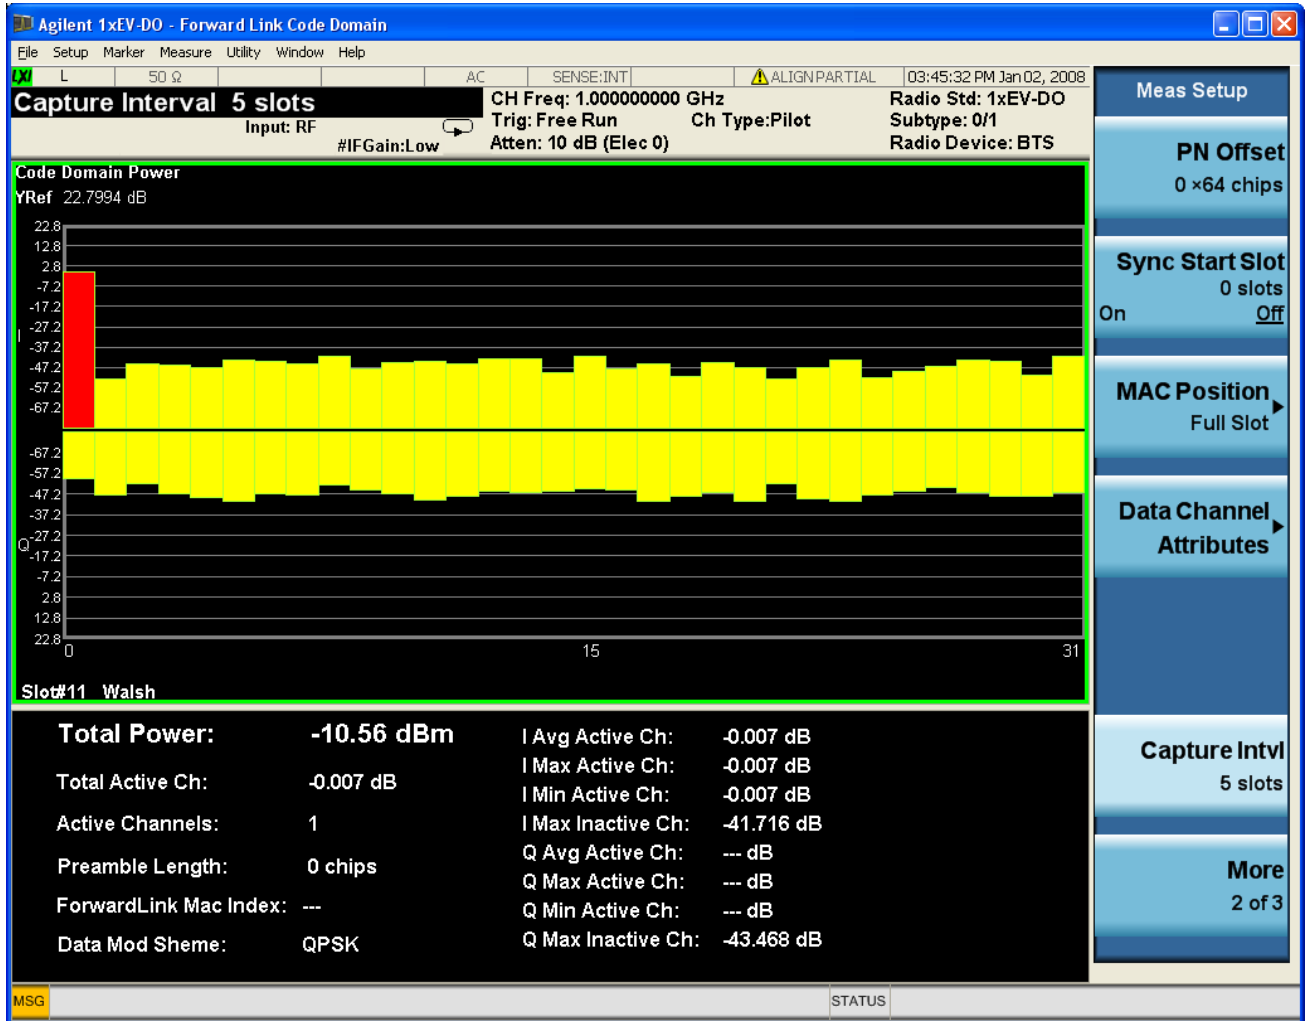 Agilent 1xEV-DO - Forward Link Code Domain
File Setup Marker Measure Utility Window Help
LXI L 50 Ω AC SENSE:INT ALIGN PARTIAL 03:45:32 PM Jan 02, 2008
Capture Interval 5 slots
Input: RF
#IFGain:Low
CH Freq: 1.000000000 GHz
Trig: Free Run Ch Type:Pilot
Atten: 10 dB (Elec 0)
Radio Std: 1xEV-DO
Subtype: 0/1
Radio Device: BTS
Code Domain Power
YRef 22.7994 dB
22.8
12.8
2.8
-7.2
-17.2
-27.2
I
-37.2
-47.2
-57.2
-67.2
-67.2
-57.2
-47.2
-37.2
-27.2
Q
-17.2
-7.2
2.8
12.8
22.8
0 15 31
Slot#11 Walsh
Total Power: -10.56 dBm
Total Active Ch: -0.007 dB
Active Channels: 1
Preamble Length: 0 chips
ForwardLink Mac Index: ---
Data Mod Sheme: QPSK
I Avg Active Ch: -0.007 dB
I Max Active Ch: -0.007 dB
I Min Active Ch: -0.007 dB
I Max Inactive Ch: -41.716 dB
Q Avg Active Ch: --- dB
Q Max Active Ch: --- dB
Q Min Active Ch: --- dB
Q Max Inactive Ch: -43.468 dB
Meas Setup
PN Offset
0 ×64 chips
Sync Start Slot
0 slots
On Off
MAC Position
Full Slot
Data Channel
Attributes
Capture Intvl
5 slots
More
2 of 3
MSG STATUS